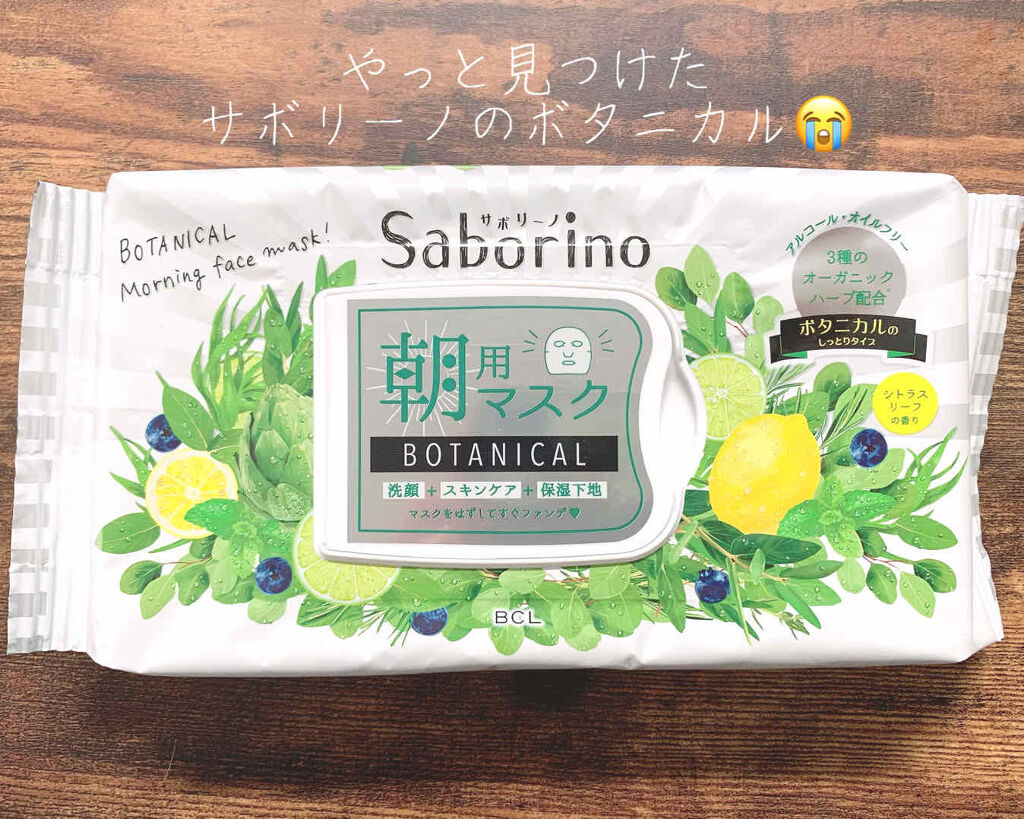 やっと見つけた
サボリーノのボタニカル😭
BOTANICAL
Morning face mask!
サボリーノ
Saborino
アルコール・オイルフリー
3種の
オーガニック
ハーブ配合
ボタニカルの
しっとりタイプ
シトラス
リーフ
の香り
朝用
マスク
BOTANICAL
洗顔+スキンケア+保湿下地
マスクをはずしてすぐファンデ♥
BCL